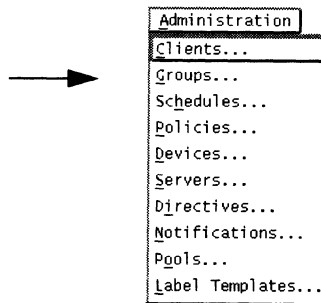 Administration
Clients...
Groups...
Schedules...
Policies...
Devices...
Servers...
Directives...
Notifications...
Pools...
Label Templates...